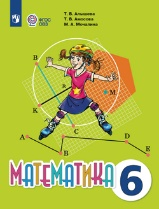 Т. В. Алышева
Т. В. Амосова
М. А. Мочалина
МАТЕМАТИКА 6
A
B
C
D
E